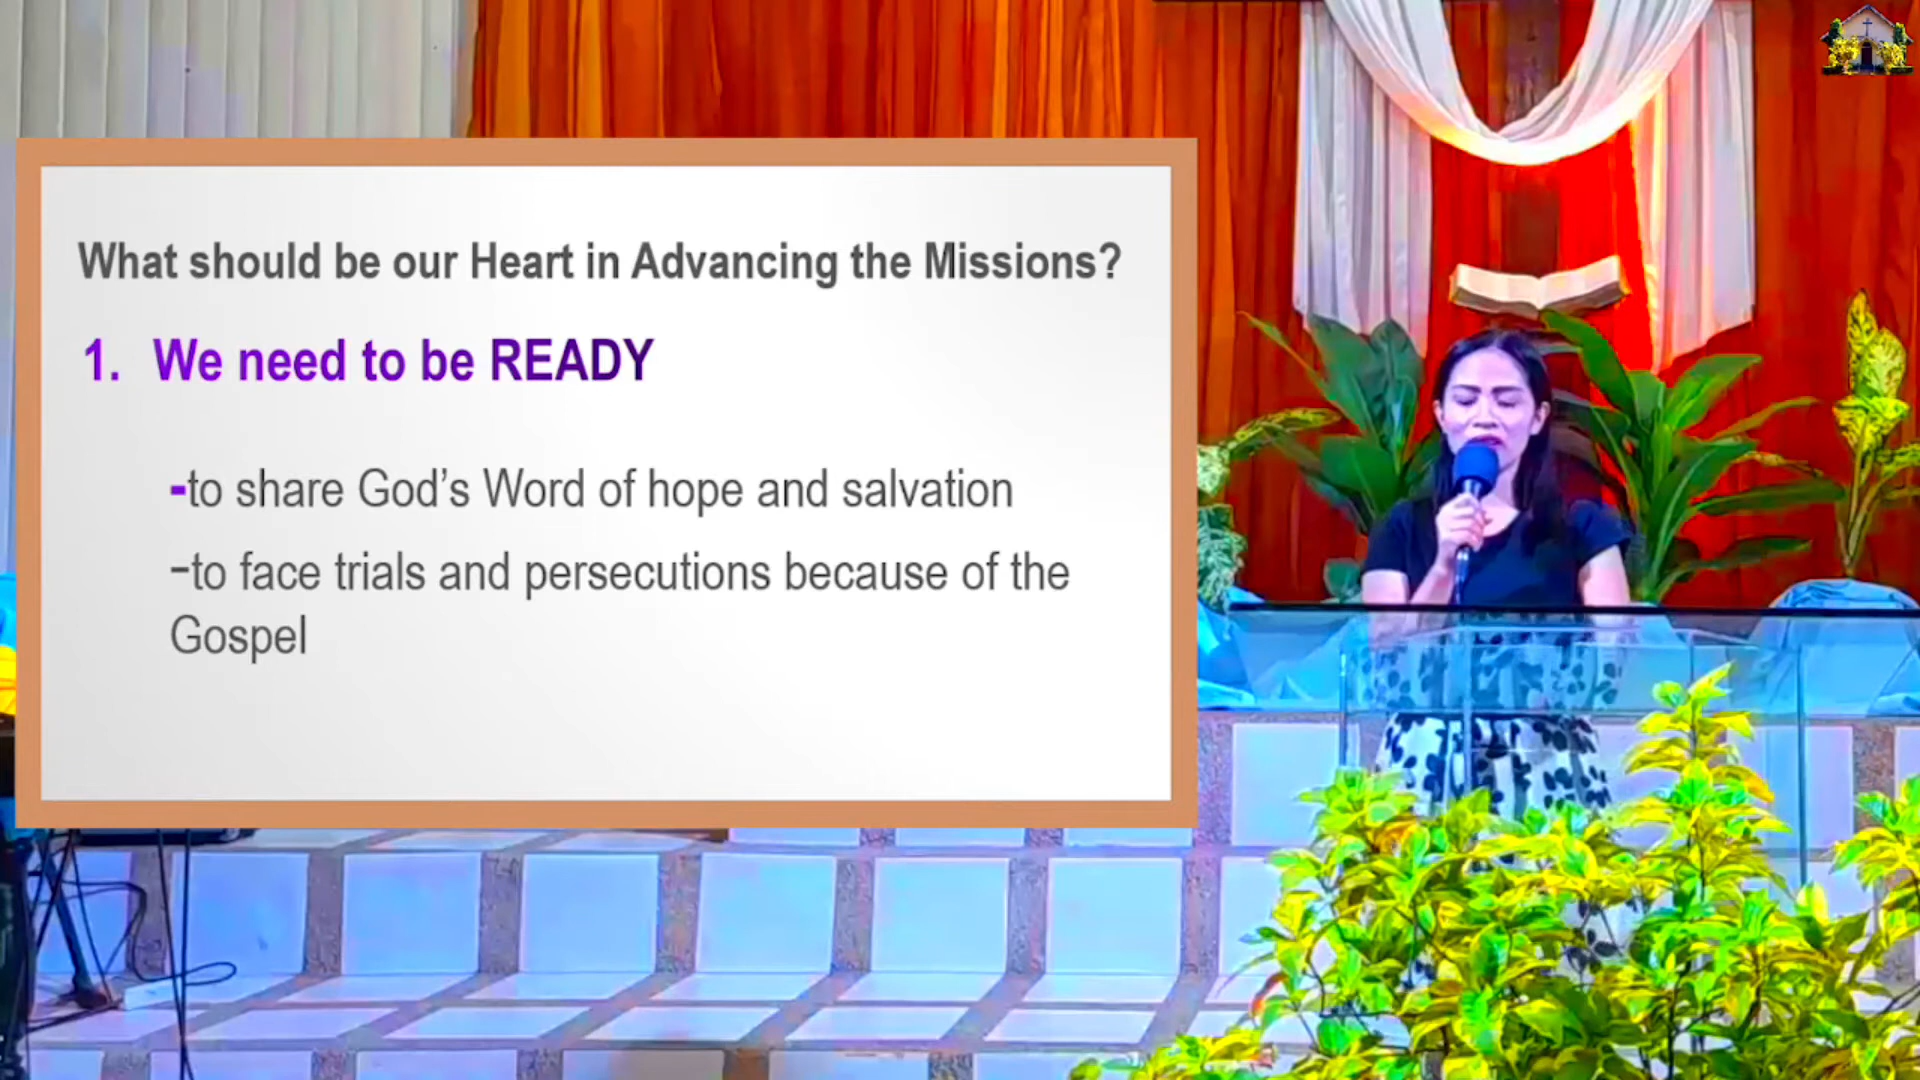 What should be our Heart in Advancing the Missions?
1. We need to be READY
-to share God's Word of hope and salvation
-to face trials and persecutions because of the
Gospel